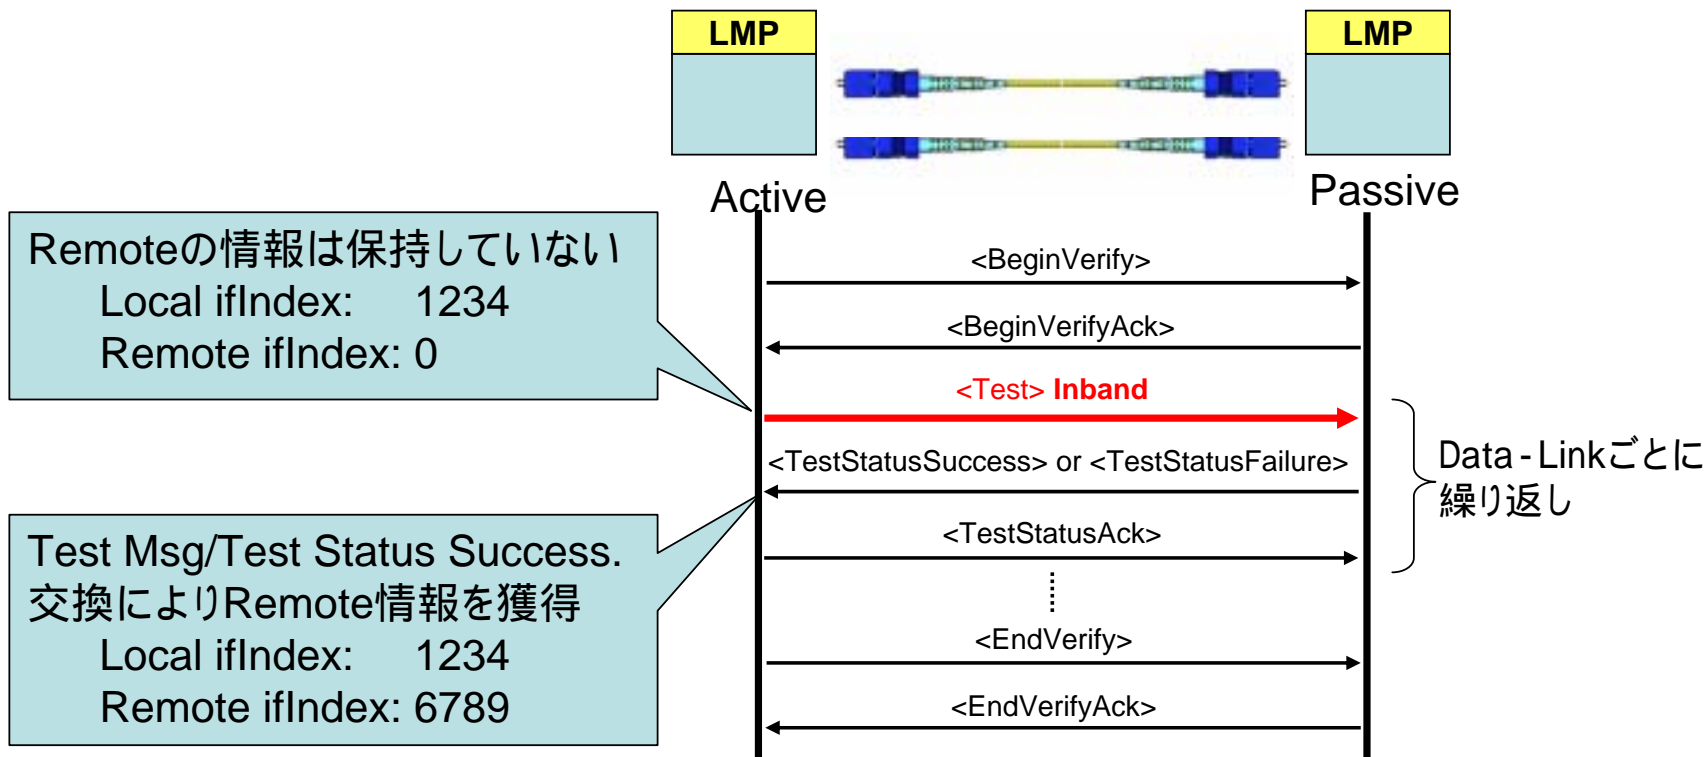 LMP
LMP
Active
Passive
Remoteの情報は保持していない
Local ifIndex: 1234
Remote ifIndex: 0
<BeginVerify>
<BeginVerifyAck>
<Test> Inband
<TestStatusSuccess> or <TestStatusFailure>
<TestStatusAck>
Data-Linkごとに
繰り返し
Test Msg/Test Status Success.
交換によりRemote情報を獲得
Local ifIndex: 1234
Remote ifIndex: 6789
<EndVerify>
<EndVerifyAck>